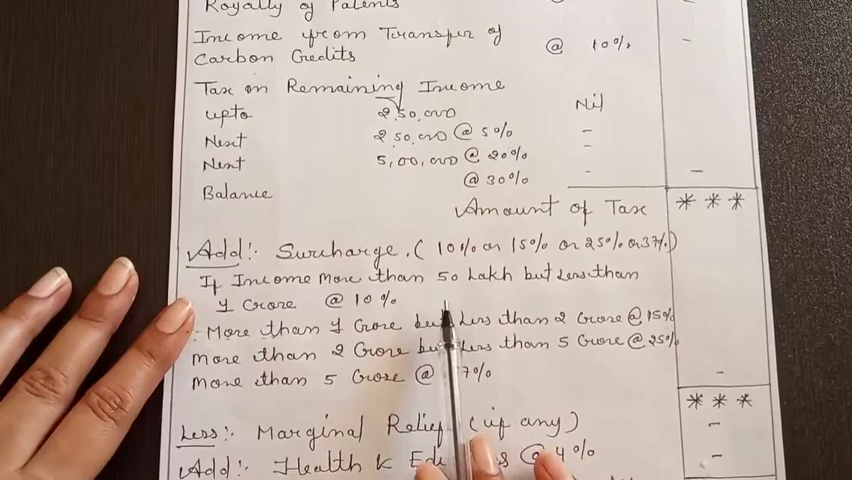 Royalty of Patents
Income from Transfer of
Carbon Credits @ 10%. -
Tax on Remaining Income
upto 2,50,000 Nil
Next 2,50,000 @ 5% -
Next 5,00,000 @ 20% -
Balance @ 30% - -
Amount of Tax ***
Add:- Surcharge. (10% or 15% or 25% or 37%)
If Income More than 50 Lakh but Less than
1 Crore @ 10%
More than 1 Crore but Less than 2 Crore @ 15%
More than 2 Crore but Less than 5 Crore @ 25%
More than 5 Crore @ 7% -
***
Less:- Marginal Relief (if any) -
Add:- Health & @ 4% -